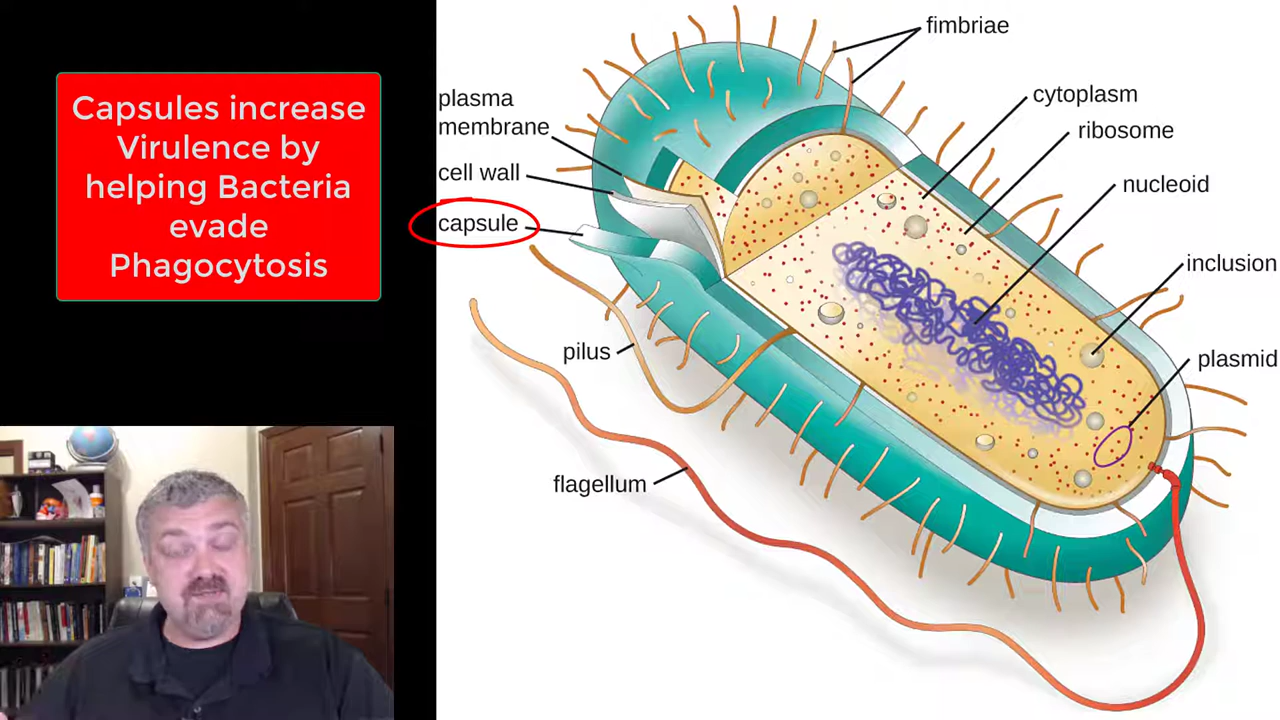 Capsules increase
Virulence by
helping Bacteria
evade
Phagocytosis
fimbriae
plasma
membrane
cytoplasm
ribosome
cell wall
nucleoid
capsule
inclusion
pilus
plasmid
flagellum